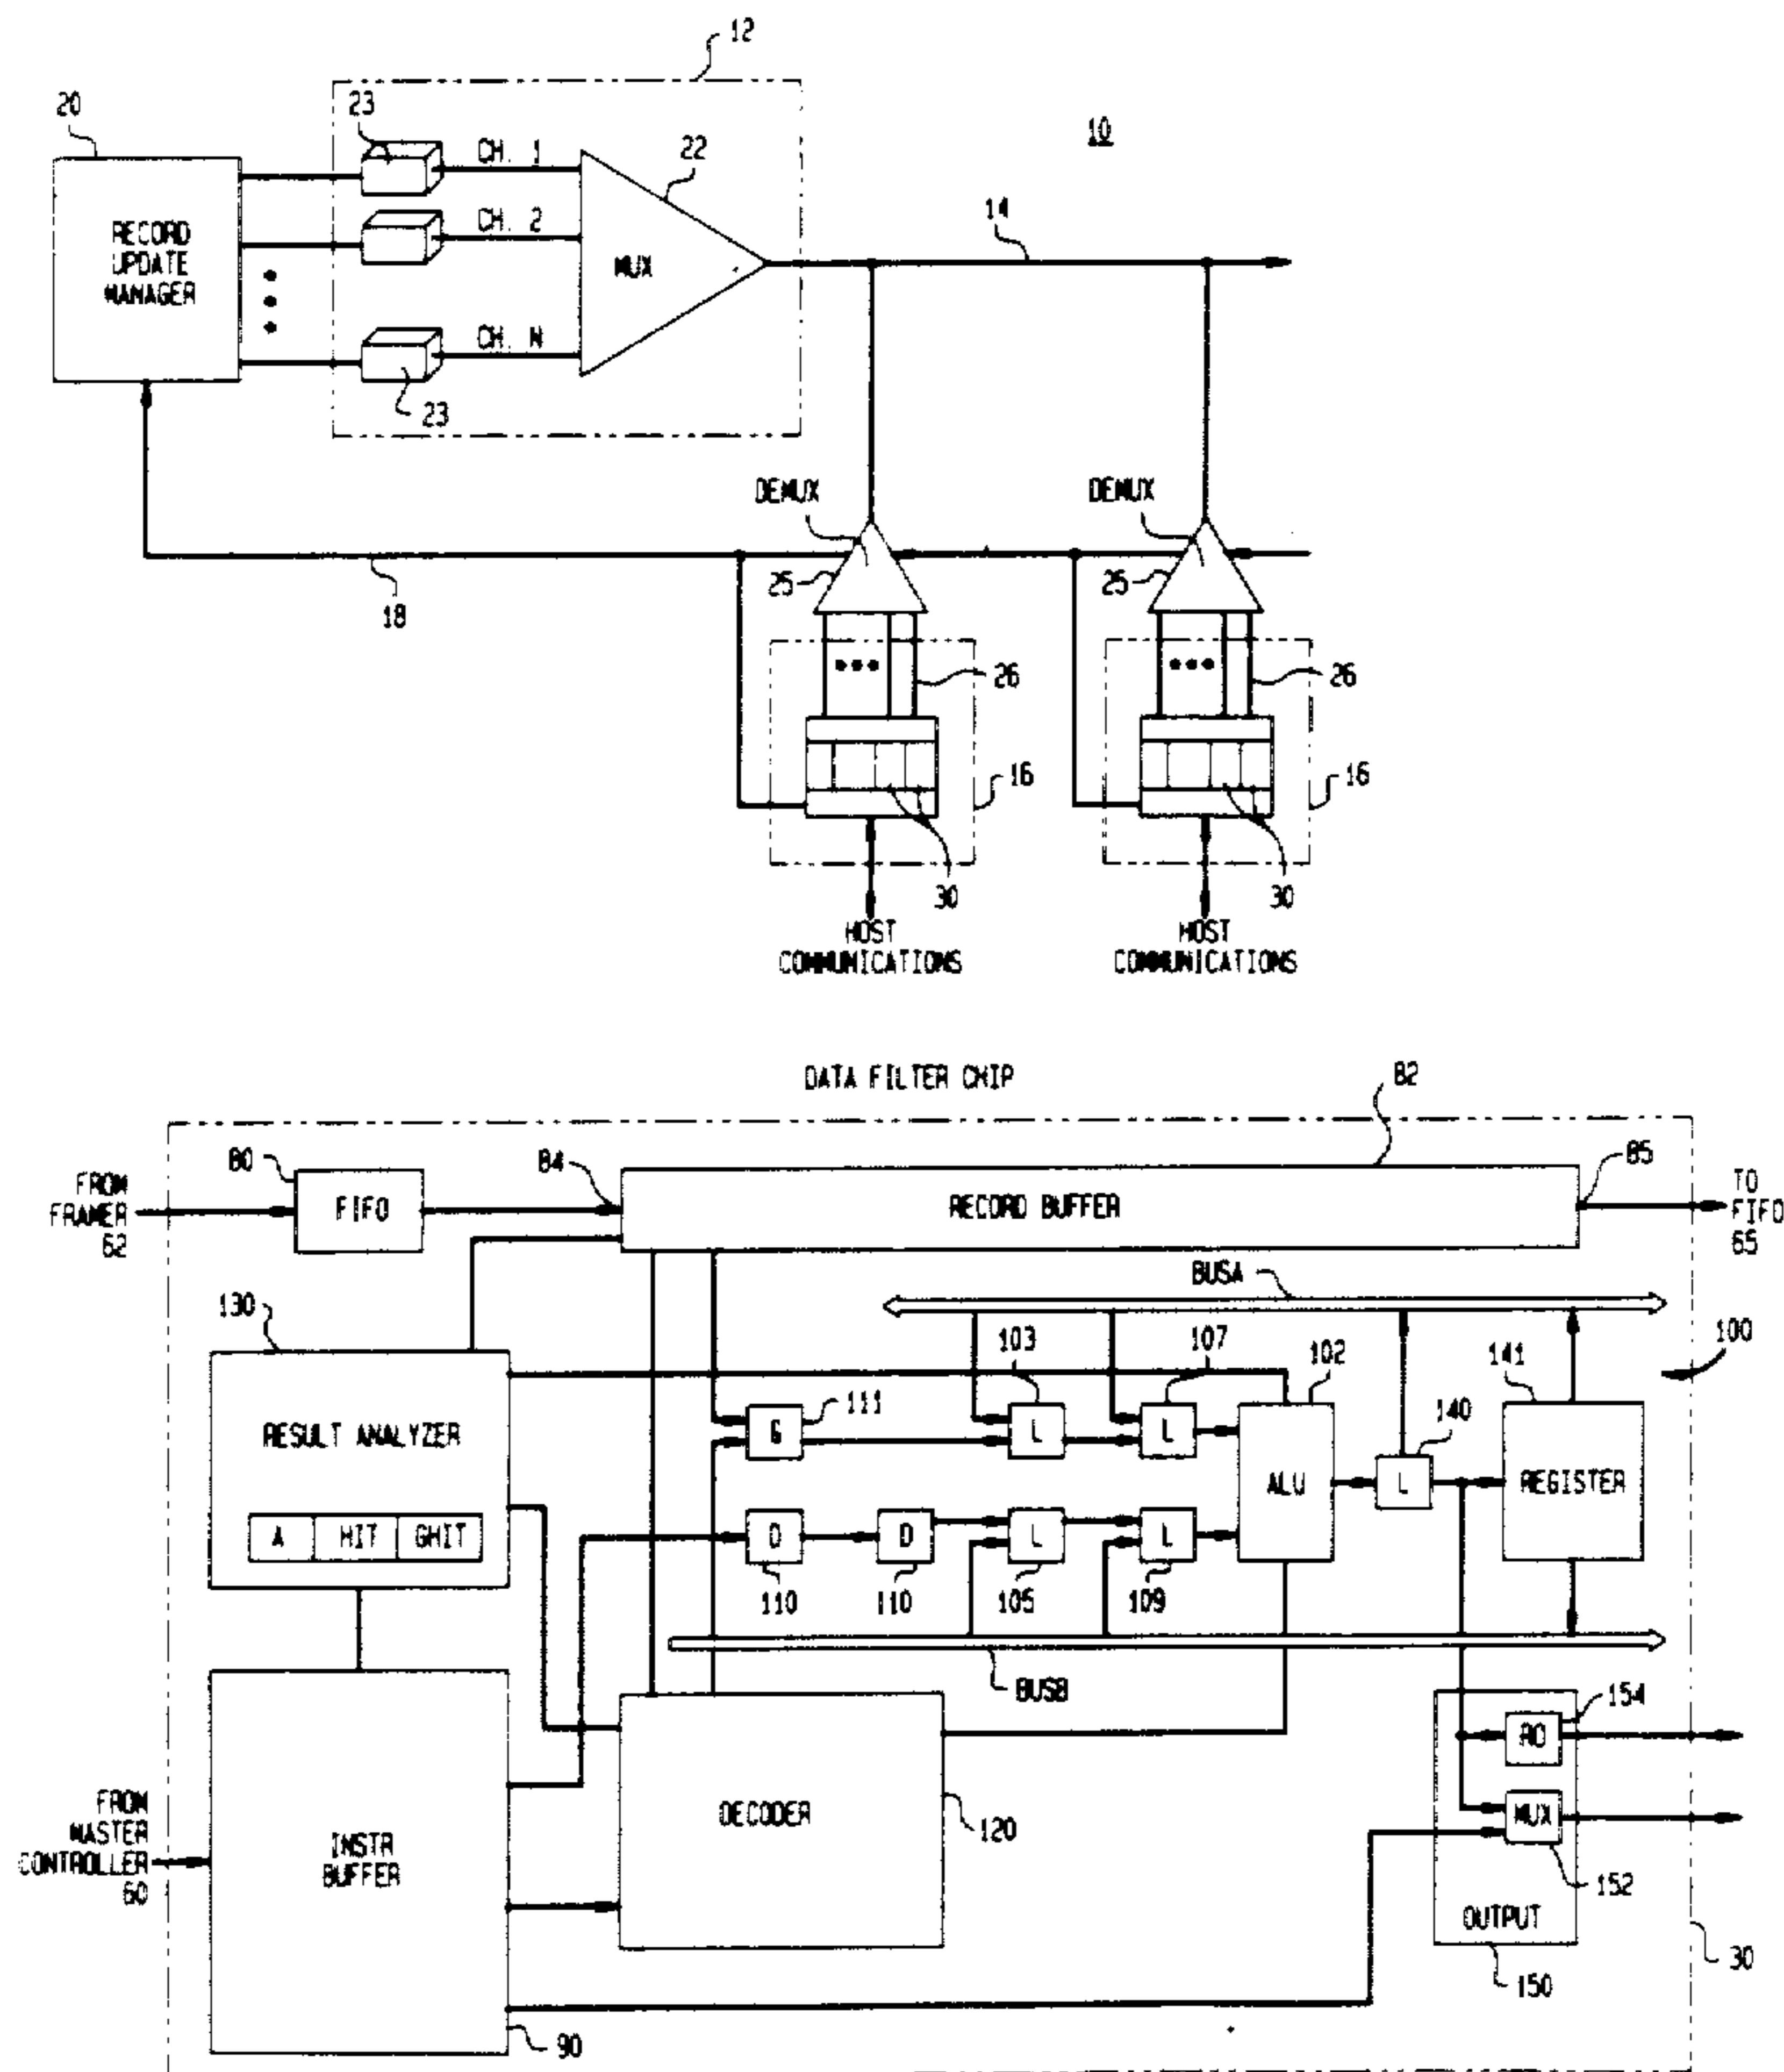 12
20
23
10
CH. 1
22
CH. 2
14
RECORD
UPDATE
MANAGER
MUX
CH. N
23
DEMUX
DEMUX
25
25
18
26
26
16
16
30
30
HOST
COMMUNICATIONS
HOST
COMMUNICATIONS
DATA FILTER CHIP
82
80
84
85
FROM
FRAMER
62
FIFO
RECORD BUFFER
TO
FIFO
65
BUSA
130
103
107
102
141
100
111
140
RESULT ANALYZER
G
L
L
ALU
L
REGISTER
A
HIT
GHIT
D
D
L
L
110
110
105
109
BUSB
154
RO
FROM
MASTER
CONTROLLER
60
INSTR
BUFFER
DECODER
120
MUX
152
OUTPUT
30
150
90